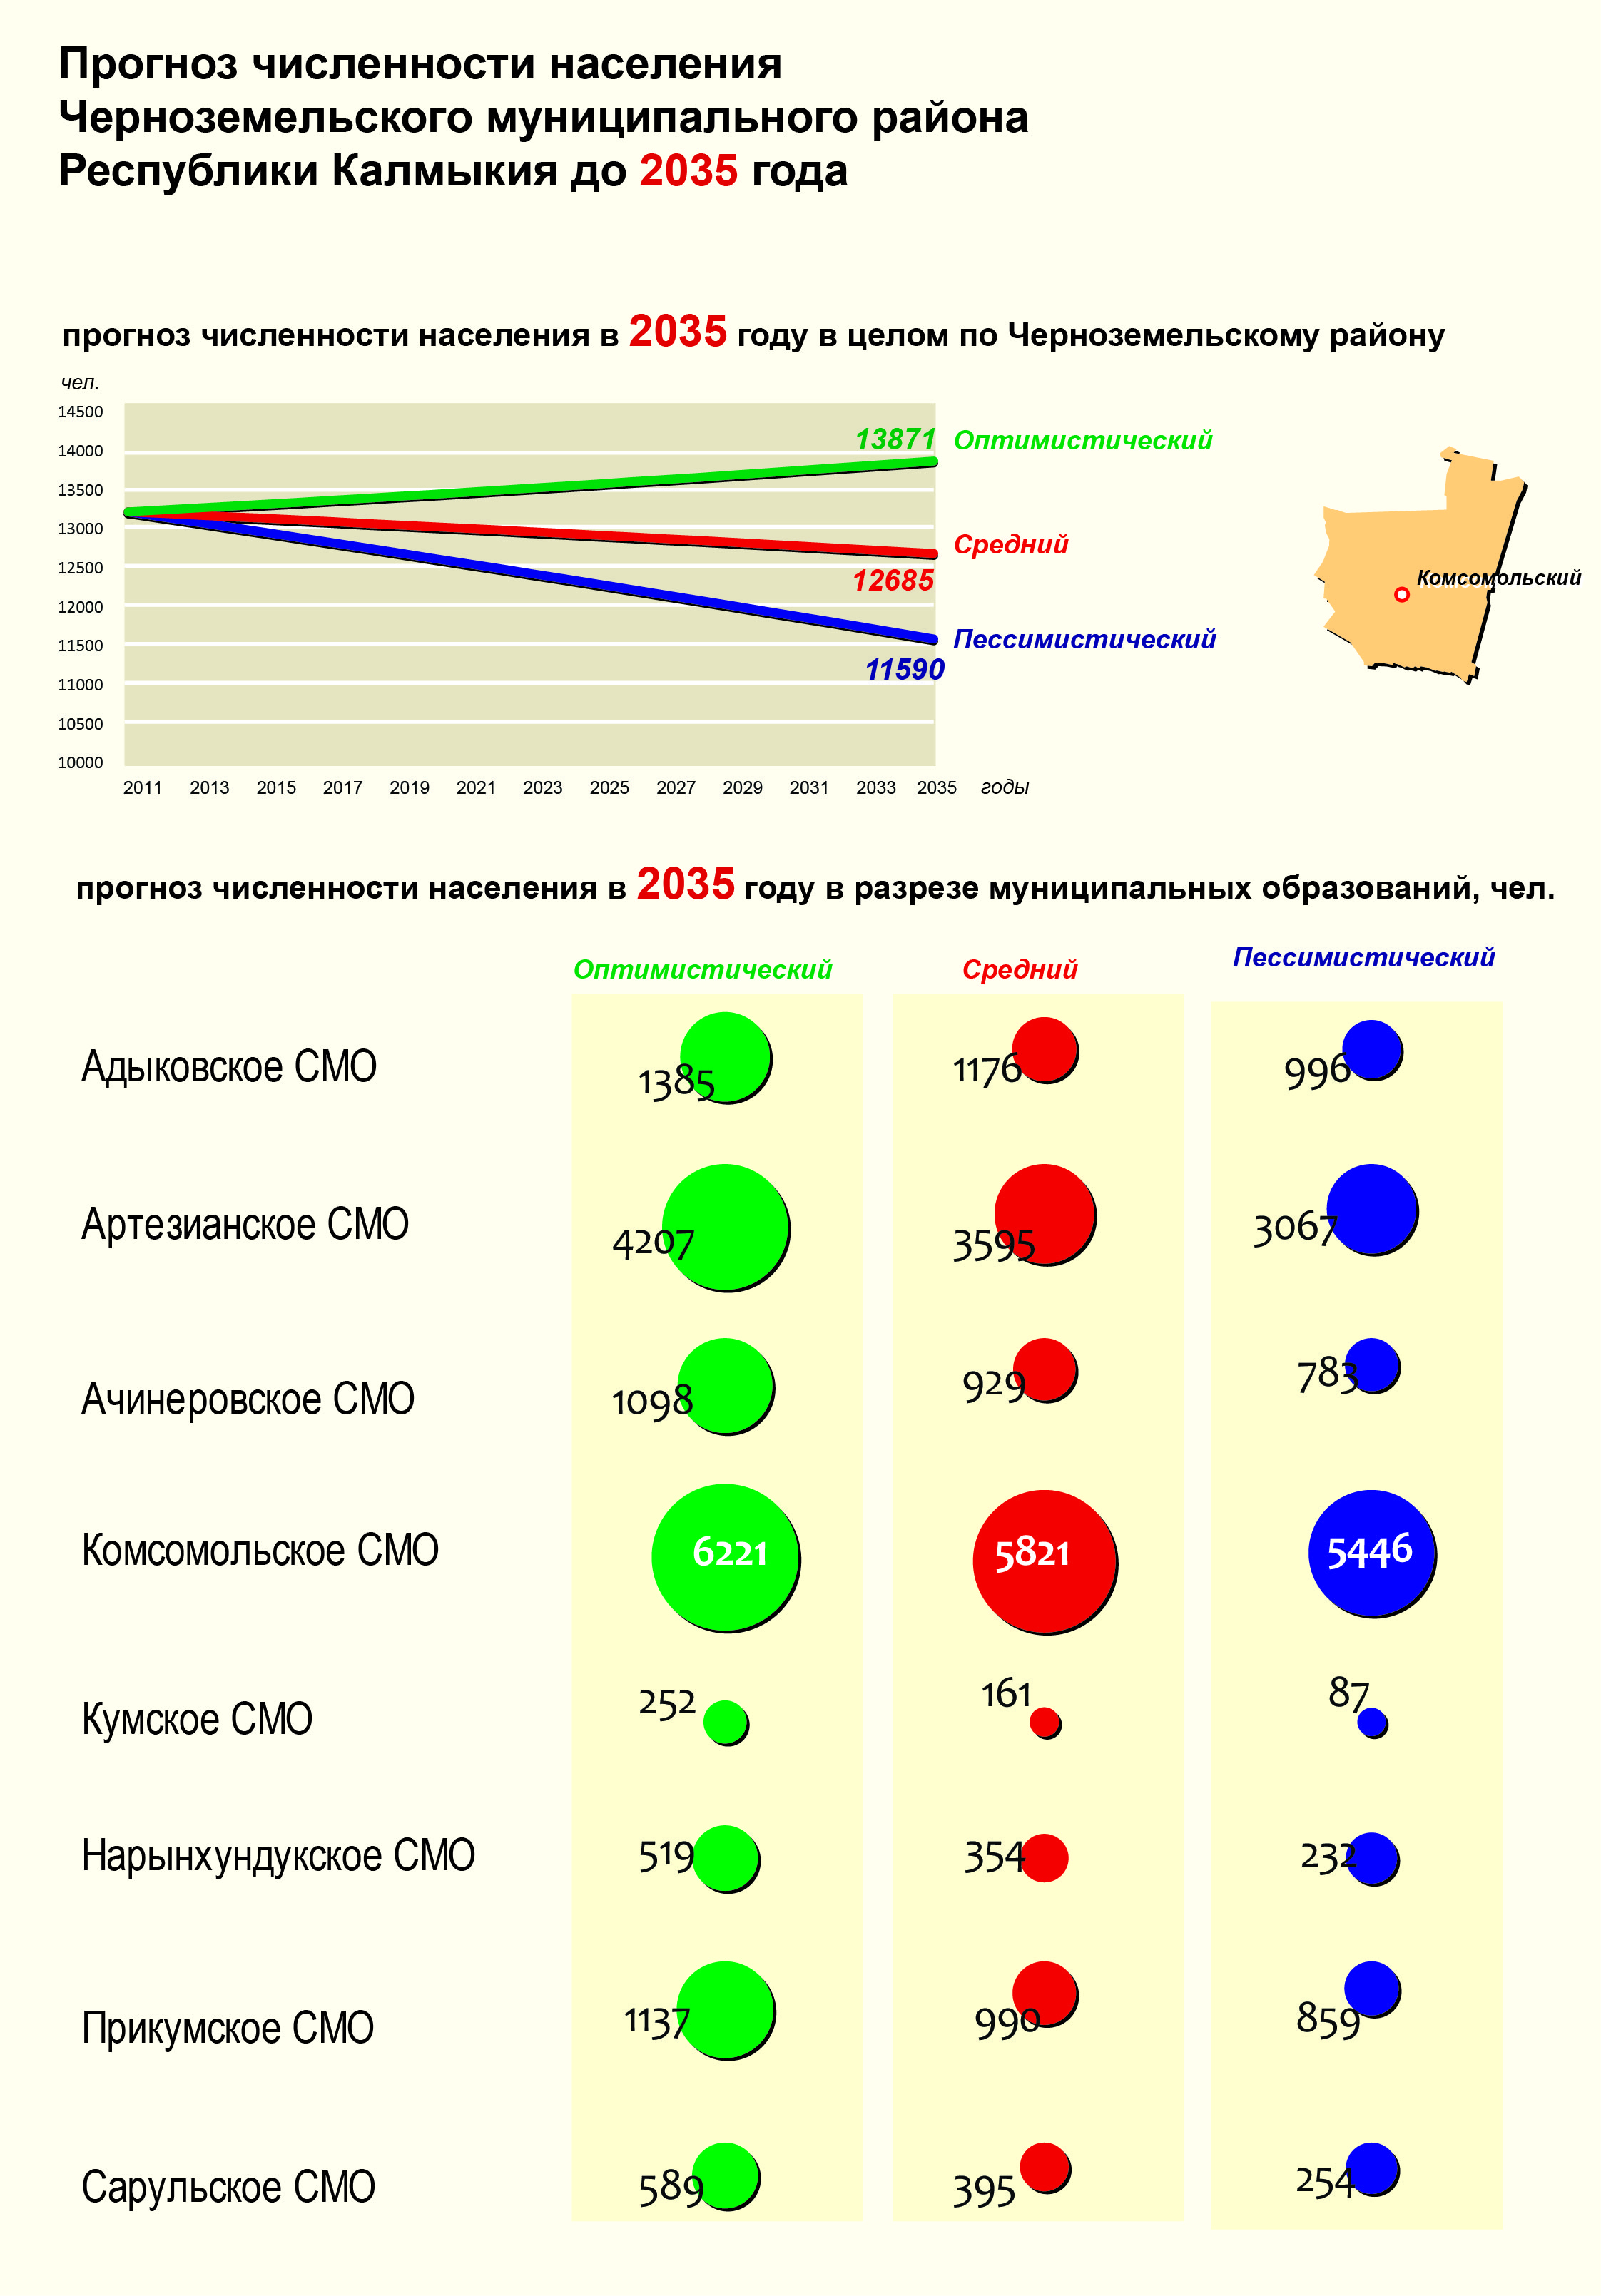 Прогноз численности населения
Черноземельского муниципального района
Республики Калмыкия до 2035 года
прогноз численности населения в 2035 году в целом по Черноземельскому району
чел.
14500
14000
13500
13000
12500
12000
11500
11000
10500
10000
13871 Оптимистический
Средний
12685
Пессимистический
11590
Комсомольский
2011 2013 2015 2017 2019 2021 2023 2025 2027 2029 2031 2033 2035 годы
прогноз численности населения в 2035 году в разрезе муниципальных образований, чел.
Оптимистический Средний Пессимистический
Адыковское СМО 1385 1176 996
Артезианское СМО 4207 3595 3067
Ачинеровское СМО 1098 929 783
Комсомольское СМО 6221 5821 5446
Кумское СМО 252 161 87
Нарынхундукское СМО 519 354 232
Прикумское СМО 1137 990 859
Сарульское СМО 589 395 254